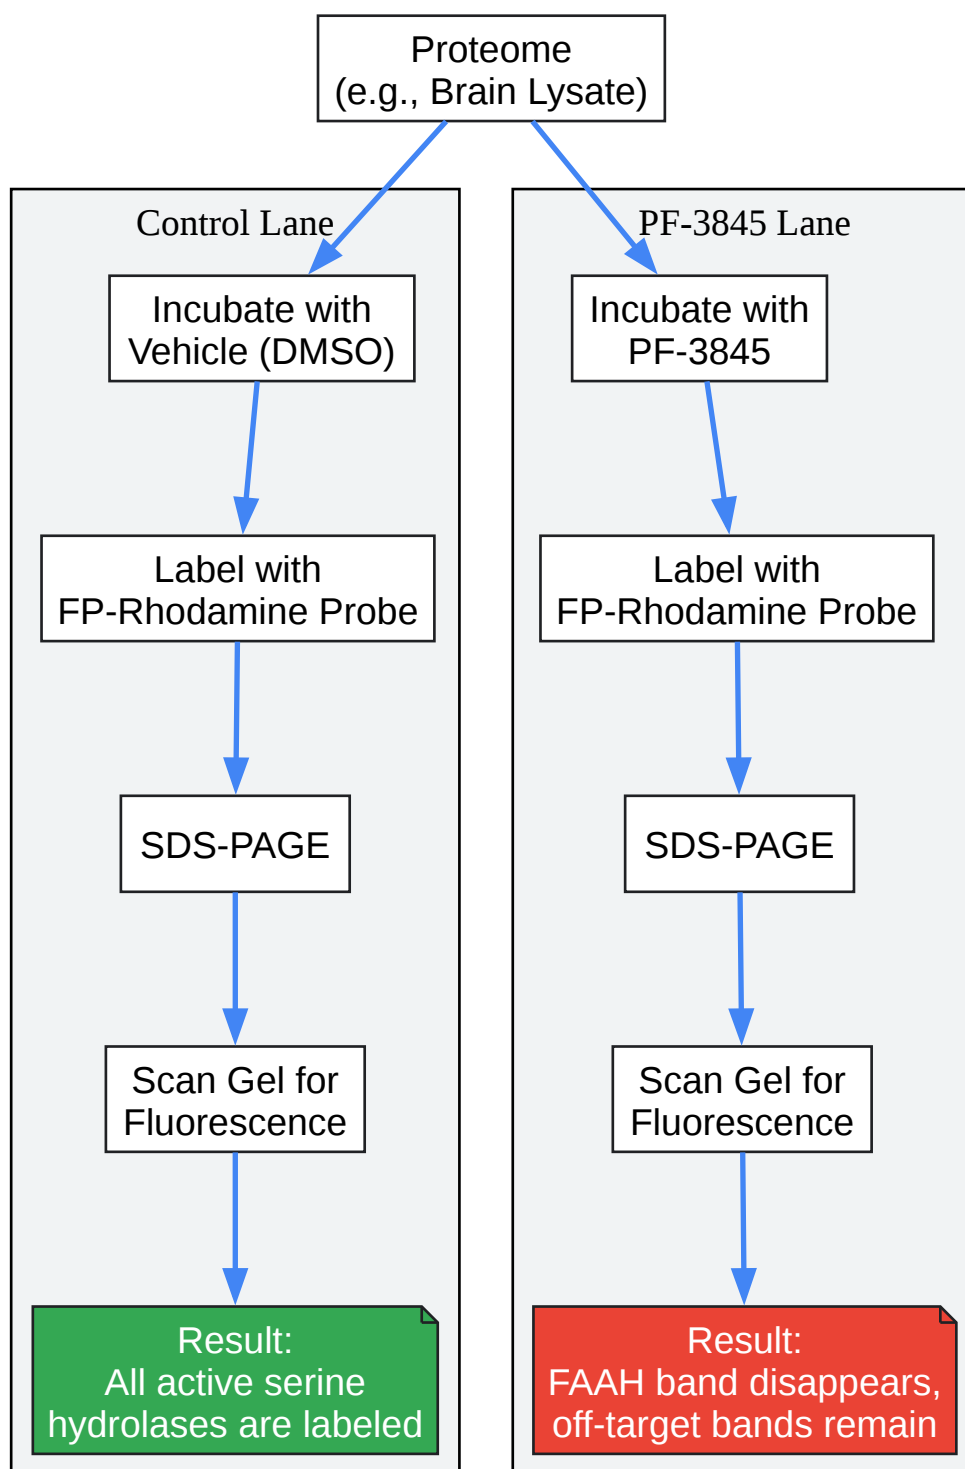 Proteome
(e.g., Brain Lysate)
Control Lane
Incubate with
Vehicle (DMSO)
Label with
FP-Rhodamine Probe
SDS-PAGE
Scan Gel for
Fluorescence
Result:
All active serine
hydrolases are labeled
PF-3845 Lane
Incubate with
PF-3845
Label with
FP-Rhodamine Probe
SDS-PAGE
Scan Gel for
Fluorescence
Result:
FAAH band disappears,
off-target bands remain